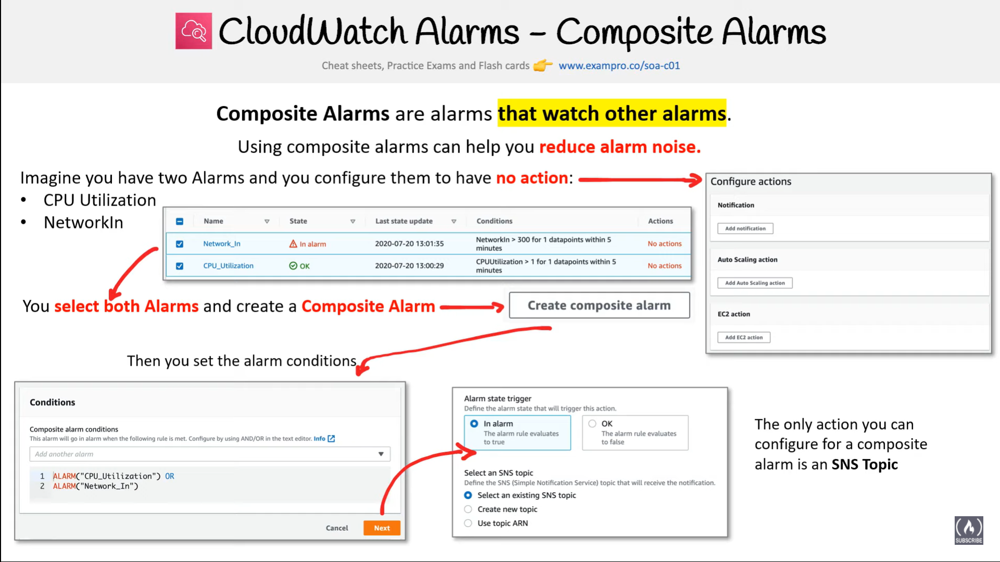 CloudWatch Alarms – Composite Alarms
Cheat sheets, Practice Exams and Flash cards 👉 www.exampro.co/soa-c01
Composite Alarms are alarms that watch other alarms.
Using composite alarms can help you reduce alarm noise.
Imagine you have two Alarms and you configure them to have no action:
• CPU Utilization
• NetworkIn
Name State Last state update Conditions Actions
Network_In In alarm 2020-07-20 13:01:35 NetworkIn > 300 for 1 datapoints within 5
minutes No actions
CPU_Utilization OK 2020-07-20 13:00:29 CPUUtilization > 1 for 1 datapoints within 5
minutes No actions
Configure actions
Notification
Add notification
Auto Scaling action
Add Auto Scaling action
EC2 action
Add EC2 action
You select both Alarms and create a Composite Alarm
Create composite alarm
Then you set the alarm conditions
Conditions
Composite alarm conditions
This alarm will go in alarm when the following rule is met. Configure by using AND/OR in the text editor. Info
Add another alarm
1 ALARM("CPU_Utilization") OR
2 ALARM("Network_In")
Cancel Next
Alarm state trigger
Define the alarm state that will trigger this action.
In alarm
The alarm rule evaluates
to true
OK
The alarm rule evaluates
to false
Select an SNS topic
Define the SNS (Simple Notification Service) topic that will receive the notification.
Select an existing SNS topic
Create new topic
Use topic ARN
The only action you can
configure for a composite
alarm is an SNS Topic
SUBSCRIBE